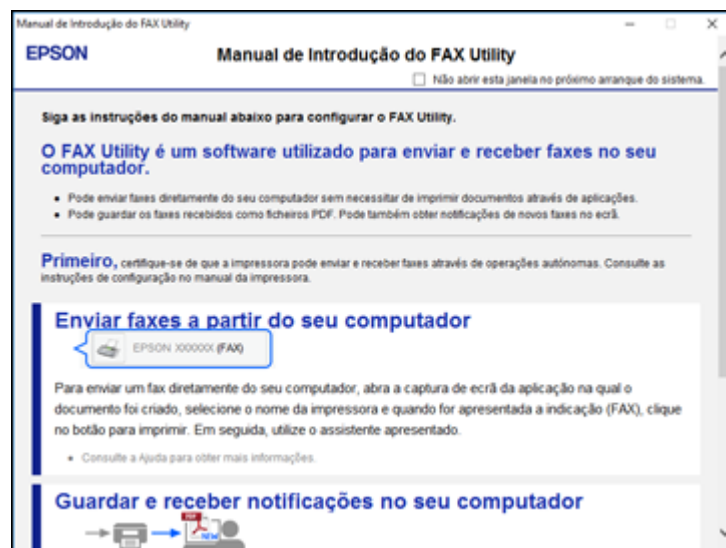 Manual de Introdução do FAX Utility
EPSON
Manual de Introdução do FAX Utility
Não abrir esta janela no próximo arranque do sistema.
Siga as instruções do manual abaixo para configurar o FAX Utility.
O FAX Utility é um software utilizado para enviar e receber faxes no seu
computador.
• Pode enviar faxes diretamente do seu computador sem necessitar de imprimir documentos através de aplicações.
• Pode guardar os faxes recebidos como ficheiros PDF. Pode também obter notificações de novos faxes no ecrã.
Primeiro, certifique-se de que a impressora pode enviar e receber faxes através de operações autónomas. Consulte as
instruções de configuração no manual da impressora.
Enviar faxes a partir do seu computador
EPSON XXXXXX (FAX)
Para enviar um fax diretamente do seu computador, abra a captura de ecrã da aplicação na qual o
documento foi criado, selecione o nome da impressora e quando for apresentada a indicação (FAX), clique
no botão para imprimir. Em seguida, utilize o assistente apresentado.
• Consulte a Ajuda para obter mais informações.
Guardar e receber notificações no seu computador
PDF
NEW